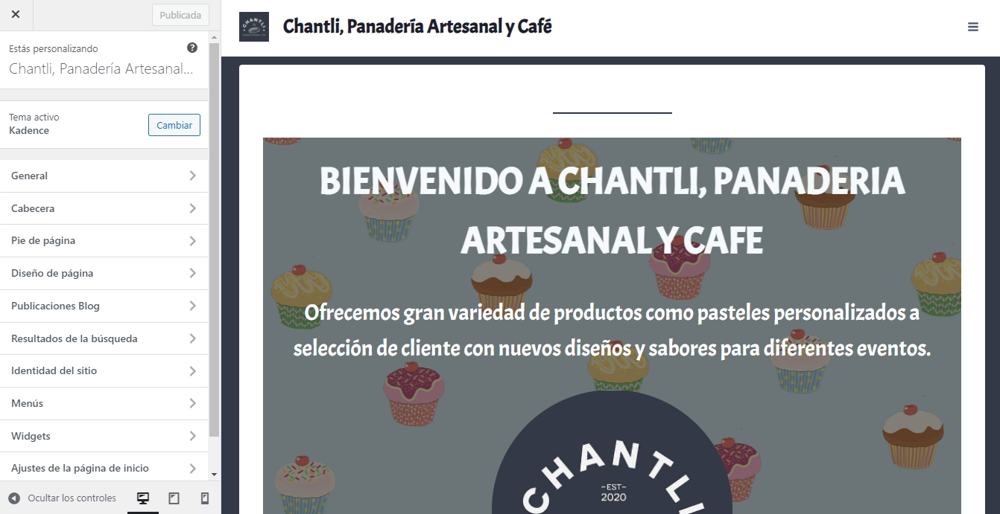 Publicada
Estás personalizando
Chantli, Panadería Artesanal...
Tema activo
Kadence
Cambiar
General
Cabecera
Pie de página
Diseño de página
Publicaciones Blog
Resultados de la búsqueda
Identidad del sitio
Menús
Widgets
Ajustes de la página de inicio
Ocultar los controles
CHANTLI
Chantli, Panadería Artesanal y Café
BIENVENIDO A CHANTLI, PANADERIA
ARTESANAL Y CAFE
Ofrecemos gran variedad de productos como pasteles personalizados a
selección de cliente con nuevos diseños y sabores para diferentes eventos.
CHANTLI
-EST-
2020